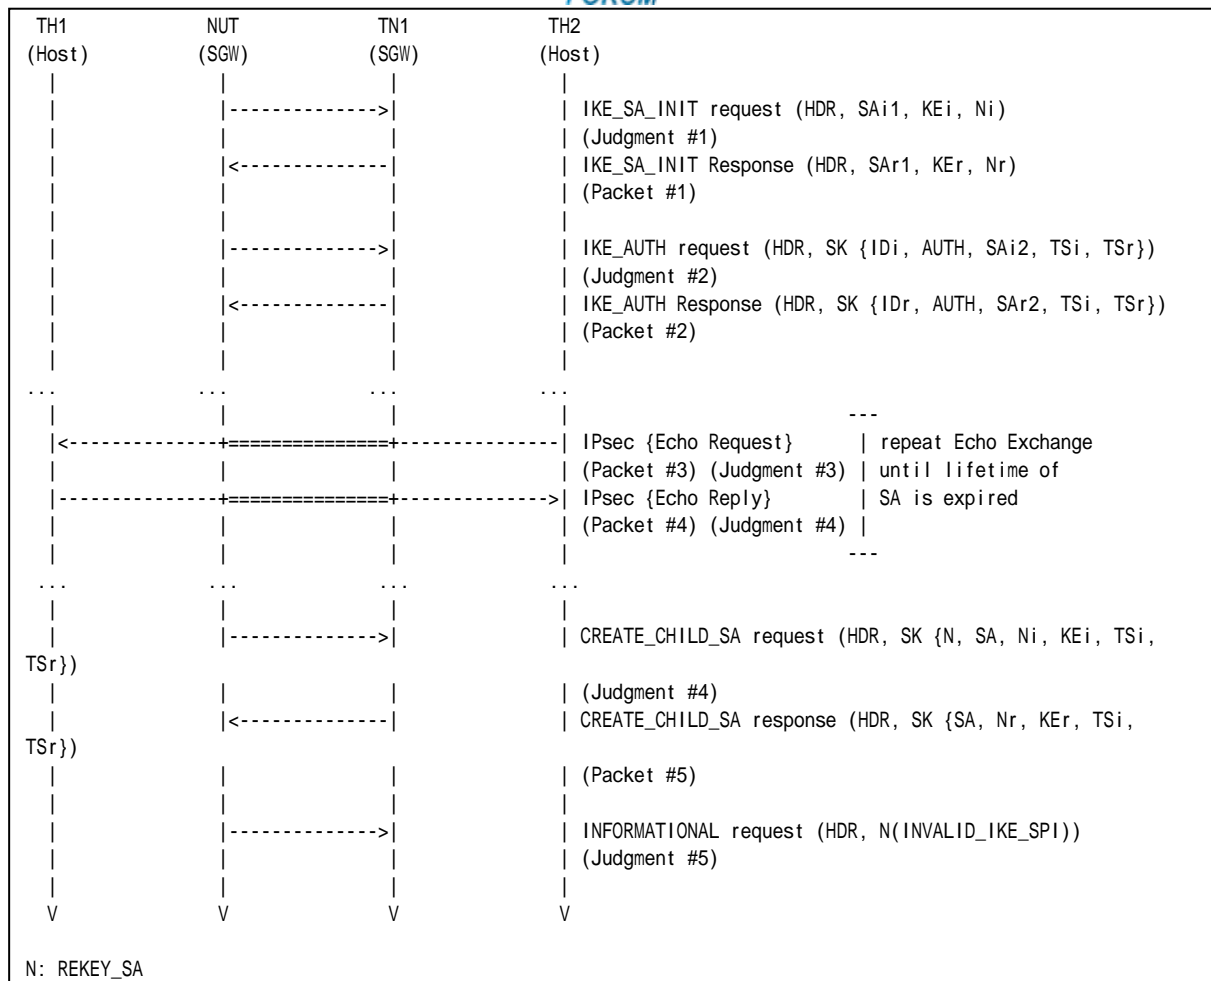 FORUM
TH1 NUT TN1 TH2
(Host) (SGW) (SGW) (Host)
| | | |
| |-------------->| | IKE_SA_INIT request (HDR, SAi1, KEi, Ni)
| | | | (Judgment #1)
| |<--------------| | IKE_SA_INIT Response (HDR, SAr1, KEr, Nr)
| | | | (Packet #1)
| | | |
| |-------------->| | IKE_AUTH request (HDR, SK {IDi, AUTH, SAi2, TSi, TSr})
| | | | (Judgment #2)
| |<--------------| | IKE_AUTH Response (HDR, SK {IDr, AUTH, SAr2, TSi, TSr})
| | | | (Packet #2)
| | | |
... ... ... ...
| | | | ---
|<--------------+===============+---------------| IPsec {Echo Request} | repeat Echo Exchange
| | | | (Packet #3) (Judgment #3) | until lifetime of
|---------------+===============+-------------->| IPsec {Echo Reply} | SA is expired
| | | | (Packet #4) (Judgment #4) |
| | | | ---
... ... ... ...
| | | |
| |-------------->| | CREATE_CHILD_SA request (HDR, SK {N, SA, Ni, KEi, TSi,
TSr})
| | | | (Judgment #4)
| |<--------------| | CREATE_CHILD_SA response (HDR, SK {SA, Nr, KEr, TSi,
TSr})
| | | | (Packet #5)
| | | |
| |-------------->| | INFORMATIONAL request (HDR, N(INVALID_IKE_SPI))
| | | | (Judgment #5)
| | | |
V V V V
N: REKEY_SA